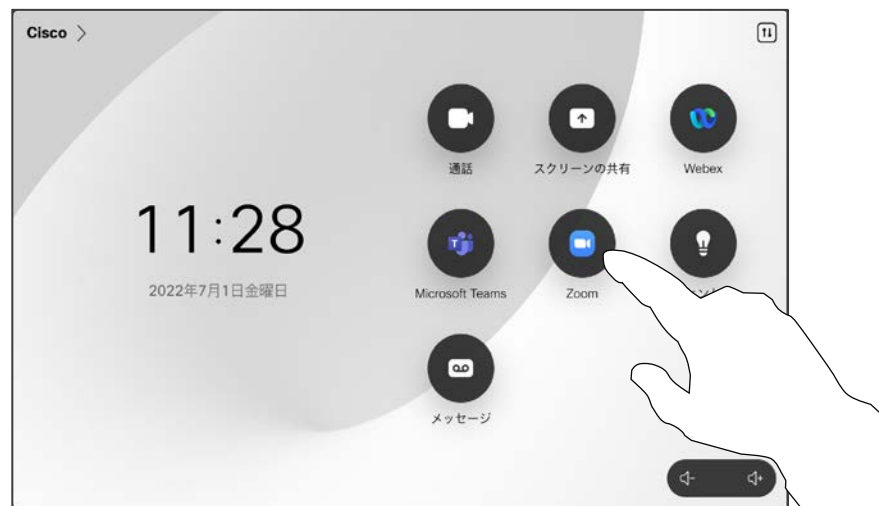 Cisco
通話
スクリーンの共有
Webex
11:28
2022年7月1日金曜日
Microsoft Teams
Zoom
メッセージ